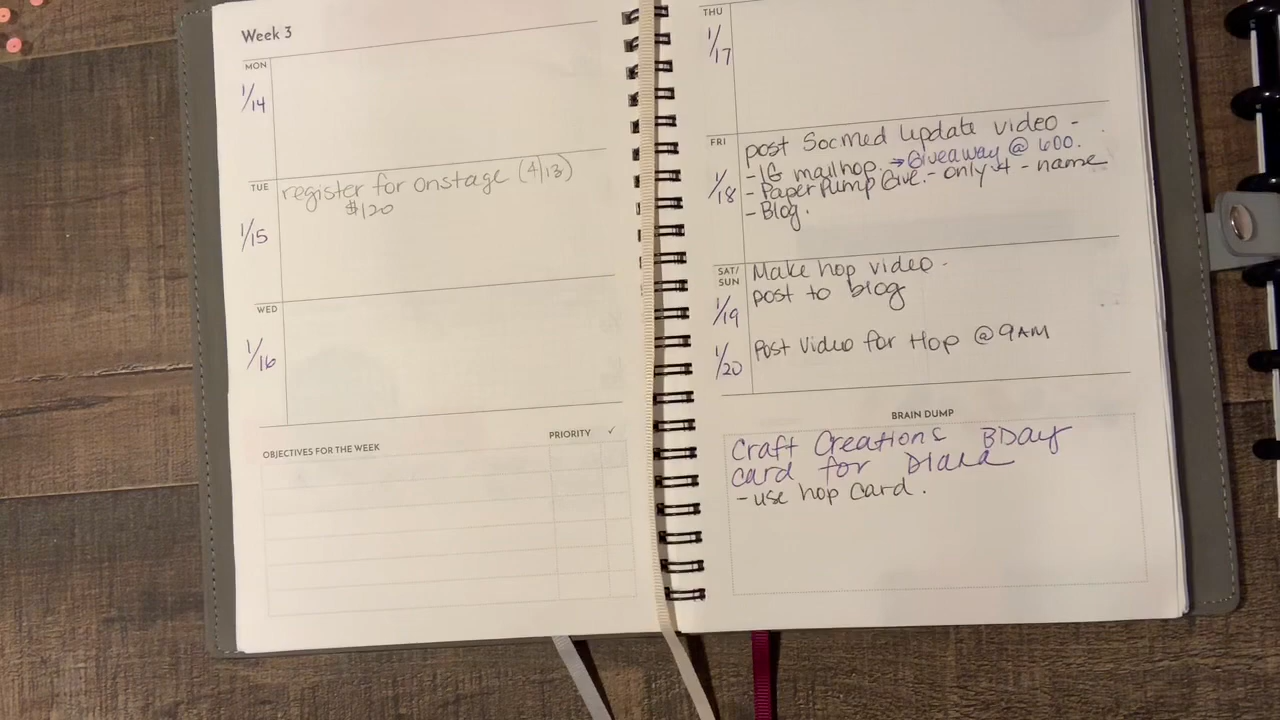 Week 3
MON
1/14
TUE
register for onstage (4/13)
$120
1/15
WED
1/16
OBJECTIVES FOR THE WEEK
PRIORITY ✓
THU
1/17
FRI
post Socmed update video -
- IG mailhop. → Giveaway @ 600.
- Paper Pump Give. - only 4 - name
- Blog.
1/18
SAT/
SUN
Make hop video.
post to blog
1/19
Post Video for Hop @ 9AM
1/20
BRAIN DUMP
Craft Creations BDay
card for Diana
- use hop card.